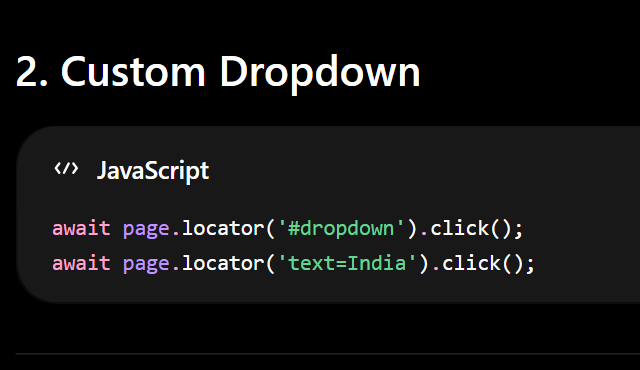 2. Custom Dropdown
</> JavaScript
await page.locator('#dropdown').click();
await page.locator('text=India').click();